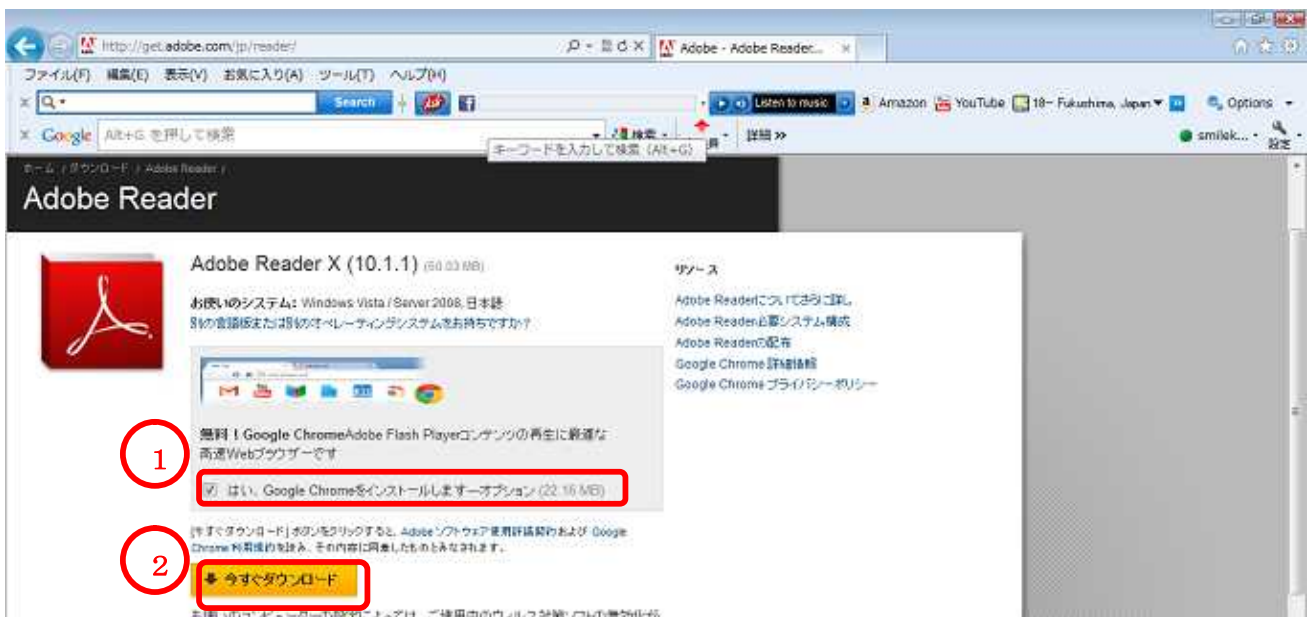 http://get.adobe.com/jp/reader/
Adobe - Adobe Reader...
ファイル(F) 編集(E) 表示(V) お気に入り(A) ツール(T) ヘルプ(H)
Search
Listen to music Amazon YouTube 18~ Fukushima, Japan Options
Google Alt+G を押して検索 検索 詳細 >> smilek... 設定
キーワードを入力して検索 (Alt+G)
ホーム / ダウンロード / Adobe Reader /
Adobe Reader
Adobe Reader X (10.1.1) (60.03 MB)
お使いのシステム: Windows Vista / Server 2008, 日本語
別の言語版または別のオペレーティングシステムをお持ちですか?
無料！Google ChromeAdobe Flash Playerコンテンツの再生に最適な
高速Webブラウザーです
1
はい、Google Chromeをインストールします—オプション (22.16 MB)
[今すぐダウンロード] ボタンをクリックすると、Adobe ソフトウェア使用許諾契約および Google
Chrome 利用規約を読み、その内容に同意したものとみなされます。
2
今すぐダウンロード
リソース
Adobe Readerについてさらに詳し
Adobe Reader必要システム構成
Adobe Readerの配布
Google Chrome 詳細情報
Google Chrome プライバシーポリシー